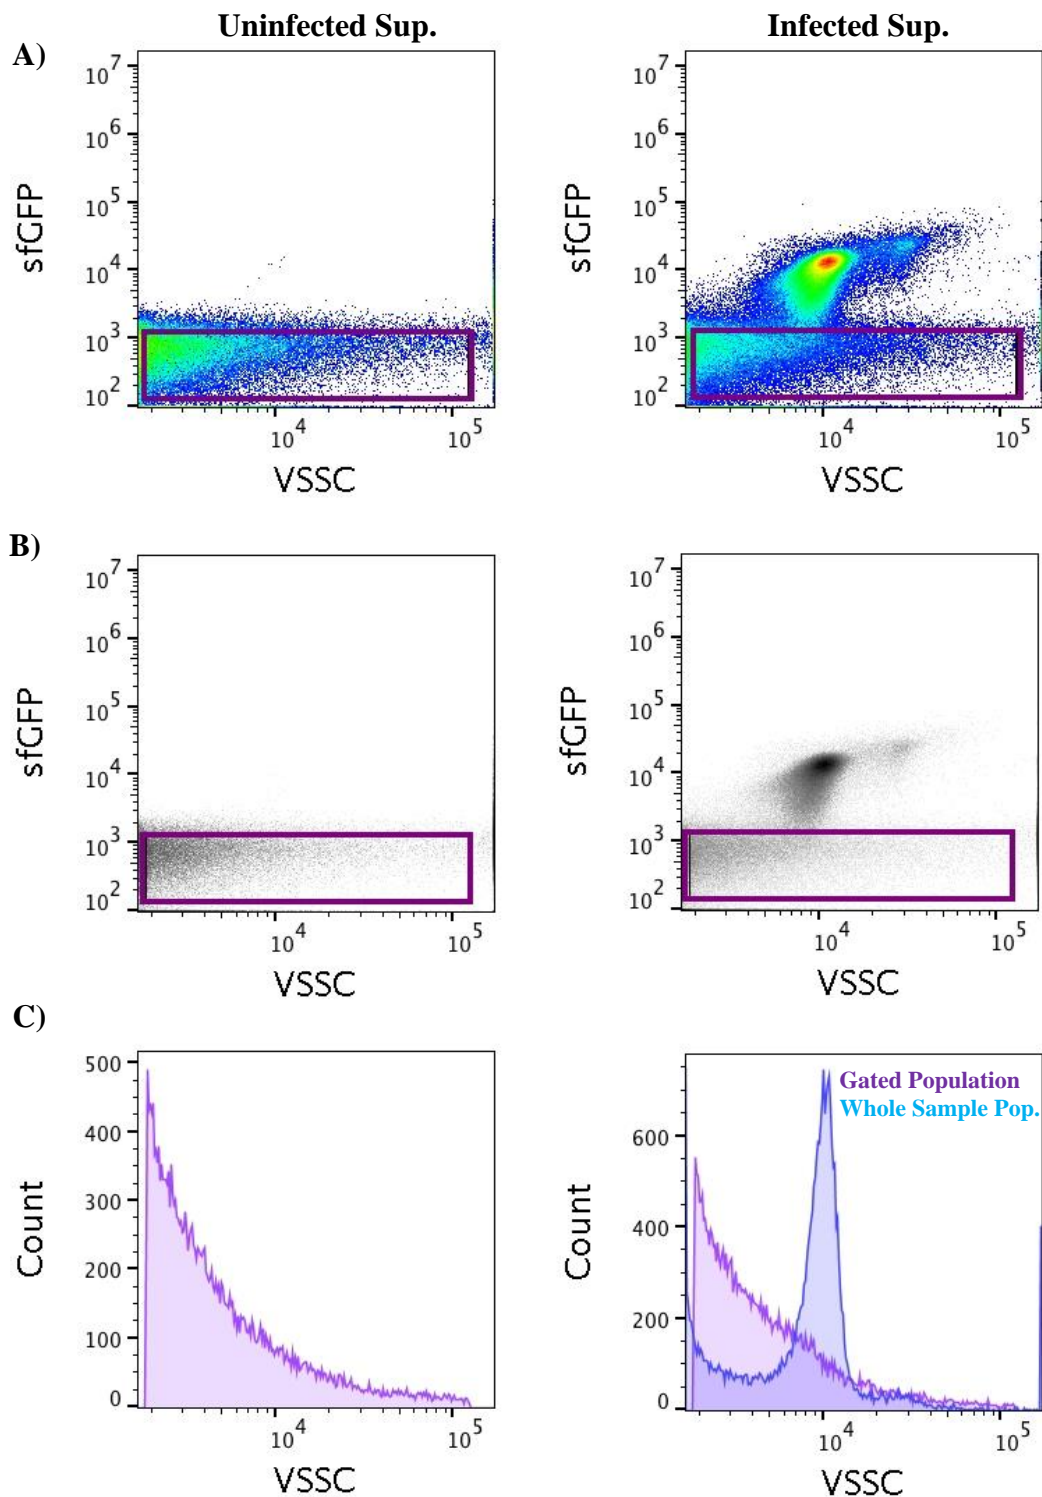 Uninfected Sup. Infected Sup.
A)
10^7 10^7
10^6 10^6
10^5 10^5
10^4 10^4
10^3 10^3
10^2 10^2
sfGFP sfGFP
10^4 10^5 10^4 10^5
VSSC VSSC
B)
10^7 10^7
10^6 10^6
10^5 10^5
10^4 10^4
10^3 10^3
10^2 10^2
sfGFP sfGFP
10^4 10^5 10^4 10^5
VSSC VSSC
C)
500
400
300
200
100
0
Count
10^4 10^5
VSSC
Gated Population
Whole Sample Pop.
600
400
200
0
Count
10^4 10^5
VSSC